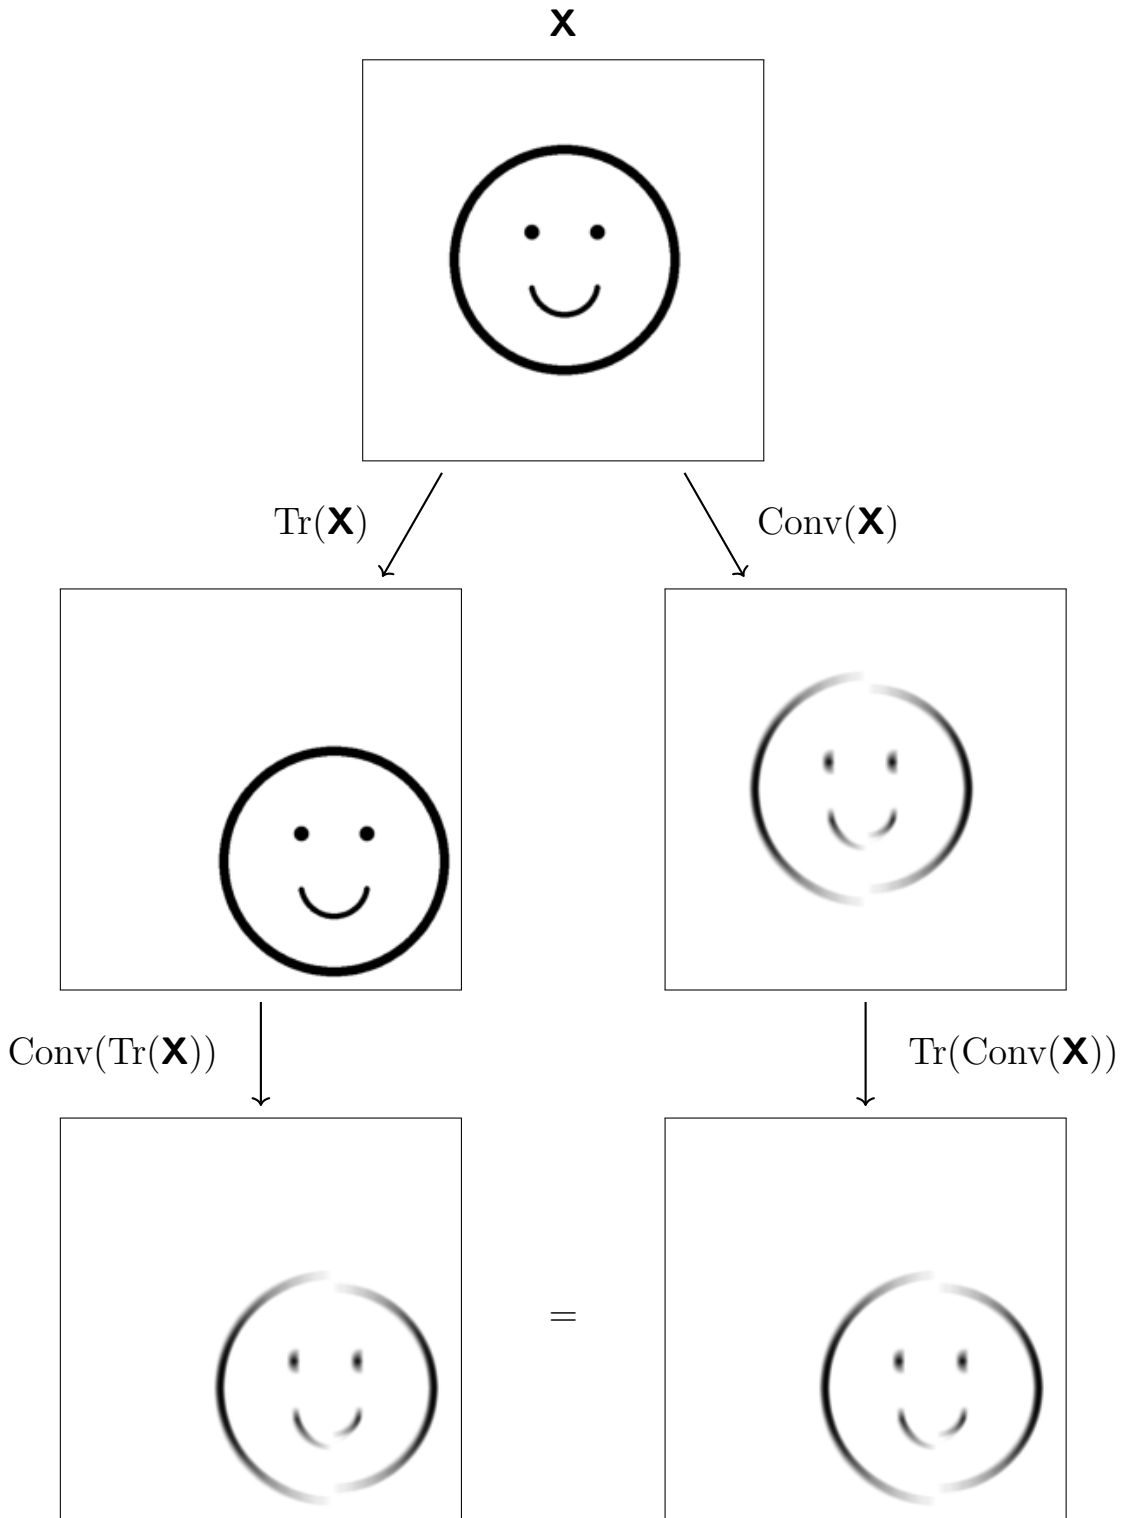 X
Tr(X)
Conv(X)
Conv(Tr(X))
Tr(Conv(X))
=